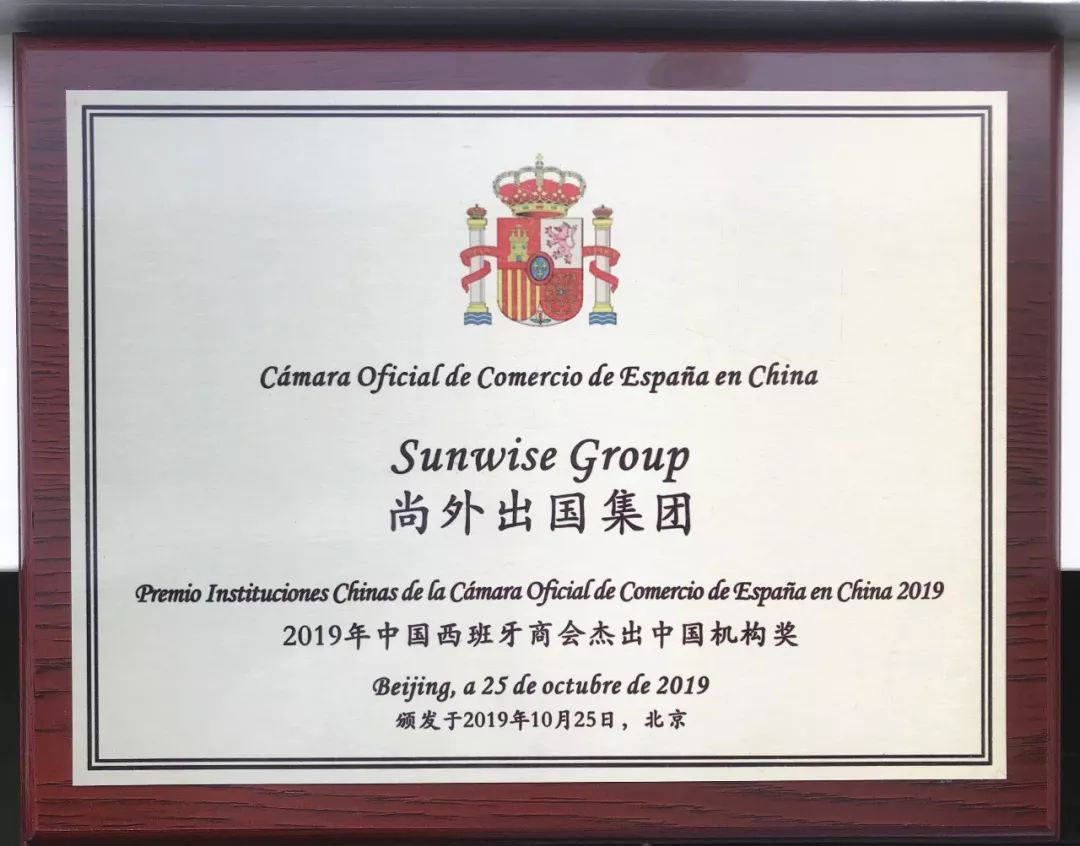 Cámara Oficial de Comercio de España en China
Sunwise Group
尚外出国集团
Premio Instituciones Chinas de la Cámara Oficial de Comercio de España en China 2019
2019年中国西班牙商会杰出中国机构奖
Beijing, a 25 de octubre de 2019
颁发于2019年10月25日，北京